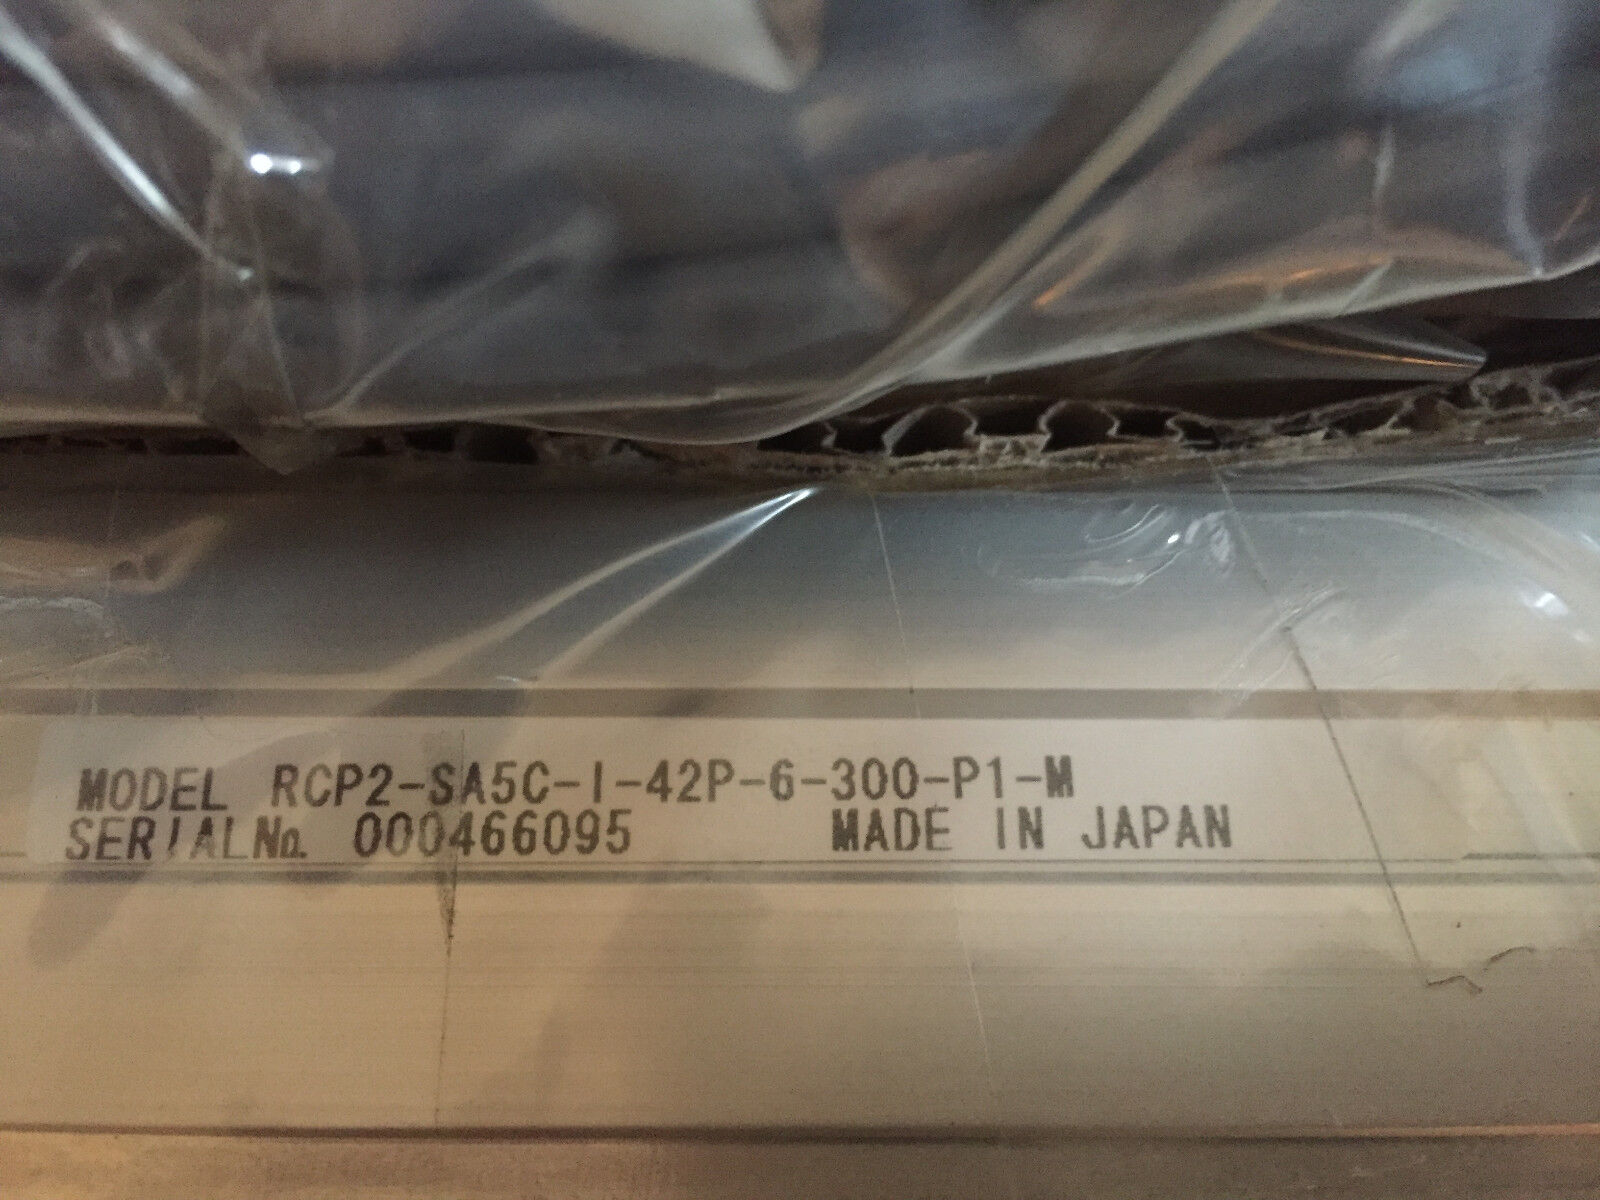 MODEL RCP2-SA5C-I-42P-6-300-P1-M
SERIAL№ 000466095 MADE IN JAPAN